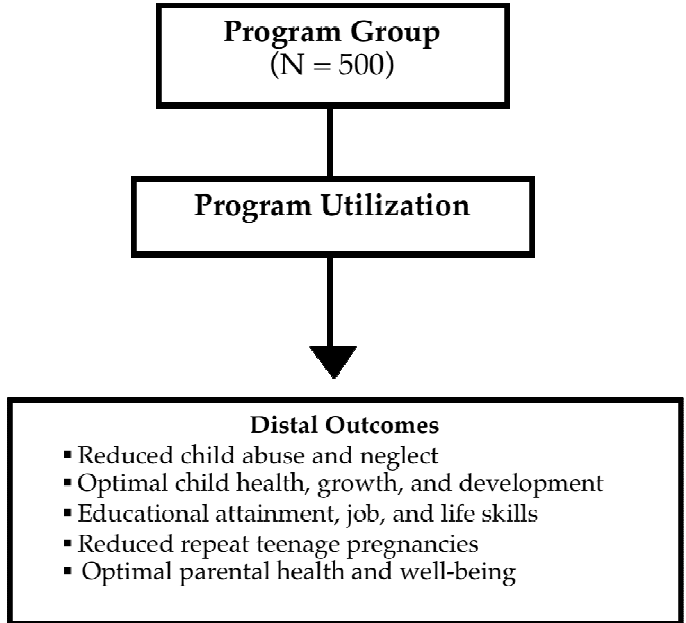 Program Group
(N = 500)
Program Utilization
Distal Outcomes
▪ Reduced child abuse and neglect
▪ Optimal child health, growth, and development
▪ Educational attainment, job, and life skills
▪ Reduced repeat teenage pregnancies
▪ Optimal parental health and well-being